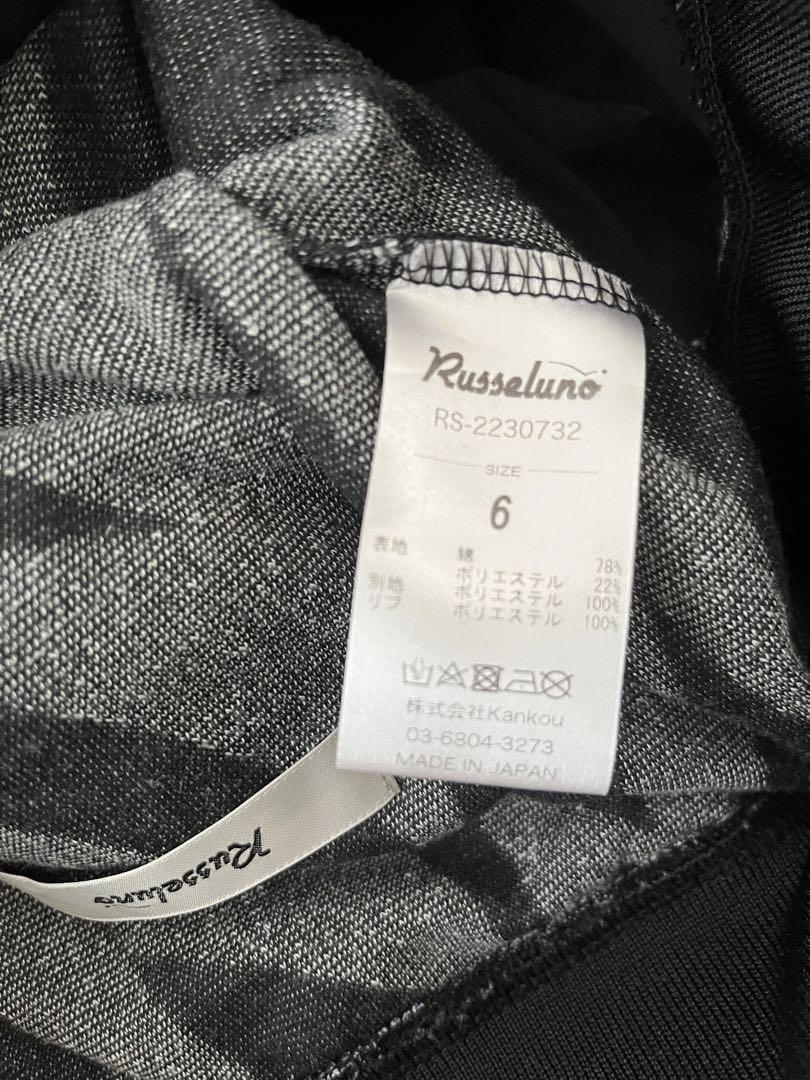 Russeluno
RS-2230732
SIZE
6
表地 綿 78%
ポリエステル 22%
別地 ポリエステル 100%
リブ ポリエステル 100%
株式会社Kankou
03-6804-3273
MADE IN JAPAN
Russeluno